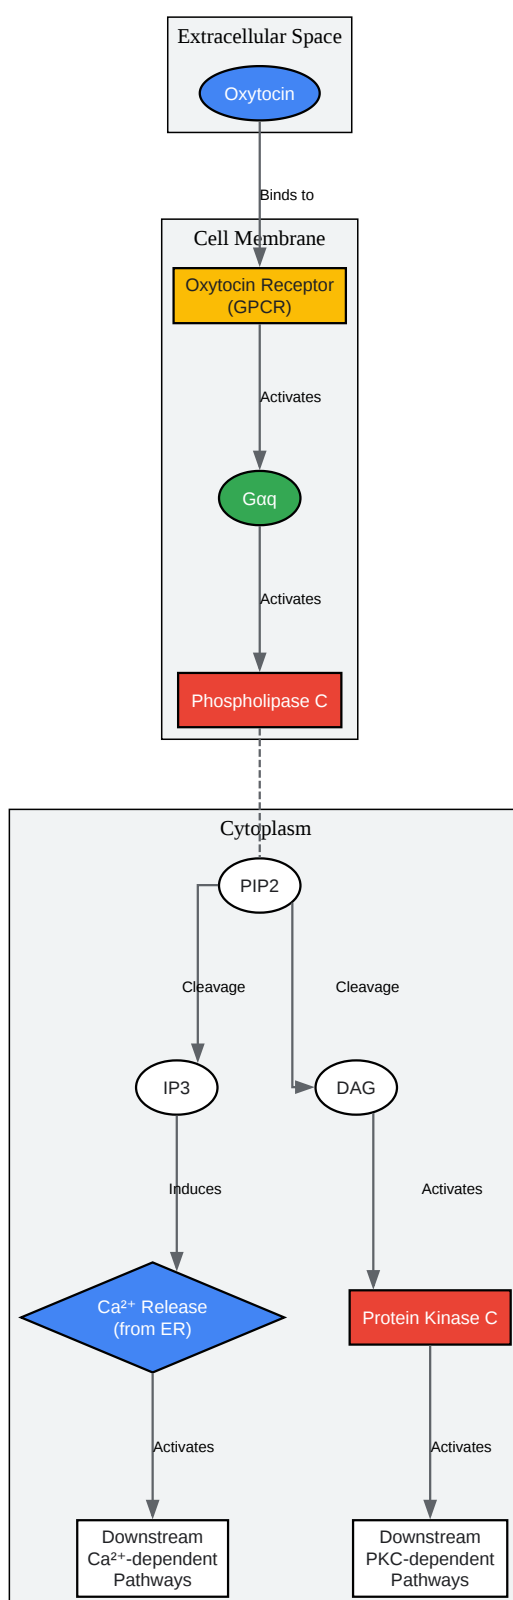 Extracellular Space
Oxytocin
Binds to
Cell Membrane
Oxytocin Receptor
(GPCR)
Activates
Gαq
Activates
Phospholipase C
Cytoplasm
PIP2
Cleavage
Cleavage
IP3
DAG
Induces
Activates
Ca²⁺ Release
(from ER)
Protein Kinase C
Activates
Activates
Downstream
Ca²⁺-dependent
Pathways
Downstream
PKC-dependent
Pathways